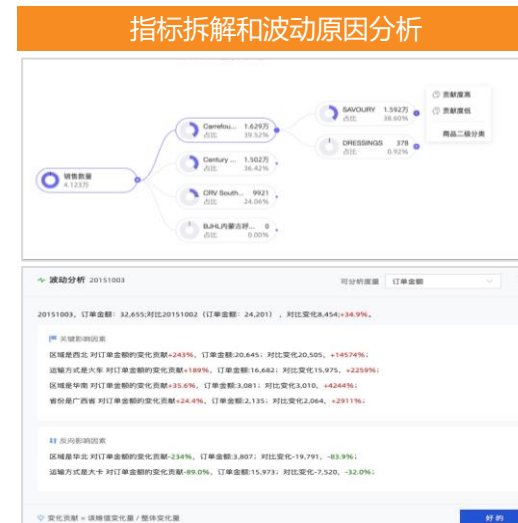 指标拆解和波动原因分析
SAVOURY 1.592万
占比 38.60%
贡献度高
贡献度低
商品二级分类
Carrefou... 1.629万
占比 39.52%
DRESSINGS 378
占比 0.92%
Century ... 1.502万
占比 36.42%
销售数量
4.123万
CRV South... 9921
占比 24.06%
BJHL内蒙古呼... 0
占比 0.00%
波动分析 20151003
可分析度量 订单金额
20151003，订单金额：32,655;对比20151002（订单金额：24,201），对比变化8,454;+34.9%。
关键影响因素
区域是西北 对订单金额的变化贡献+243%，订单金额:20,645；对比变化20,505，+14574%；
运输方式是火车 对订单金额的变化贡献+189%，订单金额:16,682；对比变化15,975，+2259%；
区域是华南 对订单金额的变化贡献+35.6%，订单金额:3,081；对比变化3,010，+4244%；
省份是广西省 对订单金额的变化贡献+24.4%，订单金额:2,135；对比变化2,064，+2911%；
反向影响因素
区域是华北 对订单金额的变化贡献-234%，订单金额:3,807；对比变化-19,791，-83.9%；
运输方式是大卡 对订单金额的变化贡献-89.0%，订单金额:15,973；对比变化-7,520，-32.0%；
变化贡献 = 该维值变化量 / 整体变化量
好的